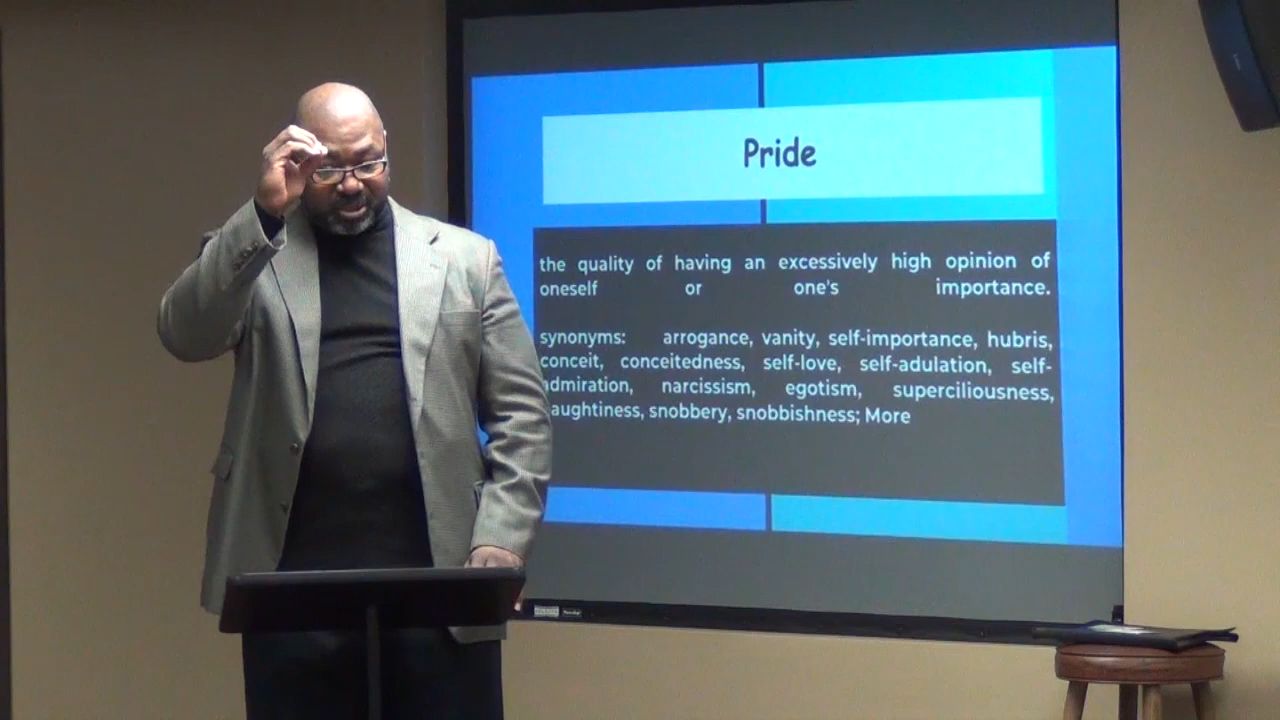 Pride
the quality of having an excessively high opinion of
oneself or one's importance.
synonyms: arrogance, vanity, self-importance, hubris,
conceit, conceitedness, self-love, self-adulation, self-
admiration, narcissism, egotism, superciliousness,
aughtiness, snobbery, snobbishness; More